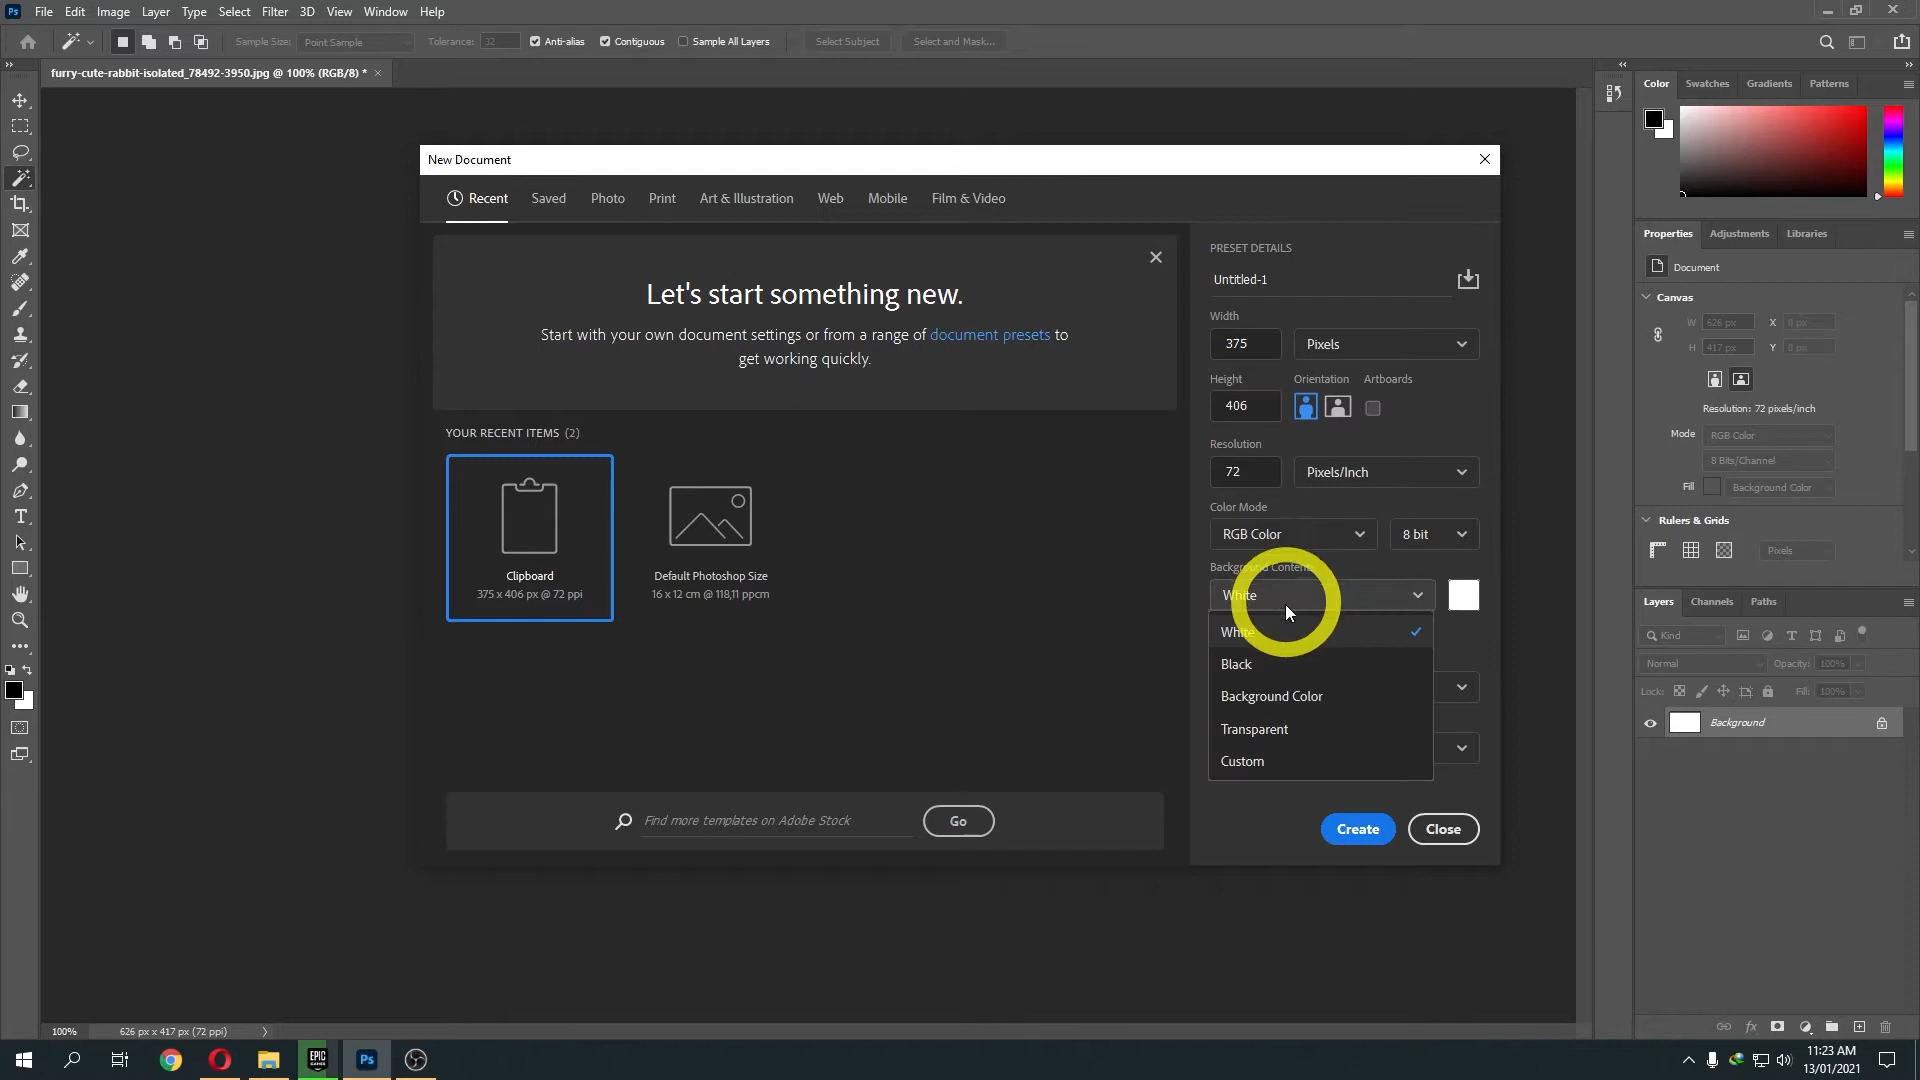 Ps File Edit Image Layer Type Select Filter 3D View Window Help
Sample Size: Point Sample Tolerance: 32 Anti-alias Contiguous Sample All Layers Select Subject Select and Mask...
furry-cute-rabbit-isolated_78492-3950.jpg @ 100% (RGB/8) * ×
New Document
Recent Saved Photo Print Art & Illustration Web Mobile Film & Video
Let's start something new.
Start with your own document settings or from a range of document presets to
get working quickly.
YOUR RECENT ITEMS (2)
Clipboard
375 x 406 px @ 72 ppi
Default Photoshop Size
16 x 12 cm @ 118,11 ppcm
Find more templates on Adobe Stock
Go
PRESET DETAILS
Untitled-1
Width
375 Pixels
Height Orientation Artboards
406
Resolution
72 Pixels/Inch
Color Mode
RGB Color 8 bit
Background Contents
White
White
Black
Background Color
Transparent
Custom
Create Close
Color Swatches Gradients Patterns
Properties Adjustments Libraries
Document
Canvas
W 626 px X 0 px
H 417 px Y 0 px
Resolution: 72 pixels/inch
Mode RGB Color
8 Bits/Channel
Fill Background Color
Rulers & Grids
Pixels
Layers Channels Paths
Kind
Normal Opacity: 100%
Lock: Fill: 100%
Background
fx
100% 626 px x 417 px (72 ppi)
EPIC
GAMES
Ps
11:23 AM
13/01/2021